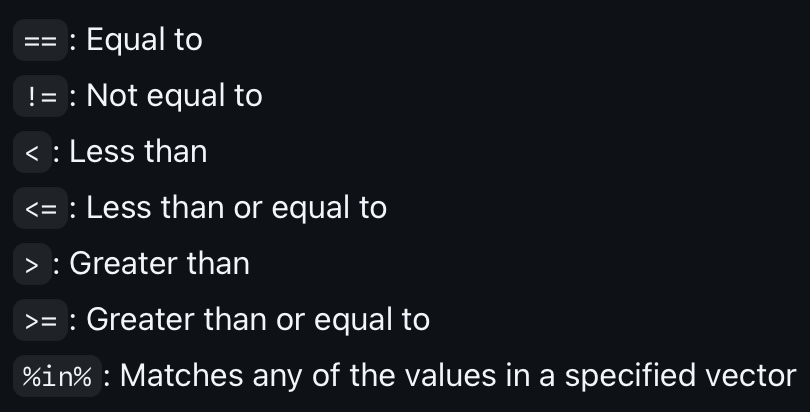 ==: Equal to
!=: Not equal to
<: Less than
<=: Less than or equal to
>: Greater than
>=: Greater than or equal to
%in%: Matches any of the values in a specified vector